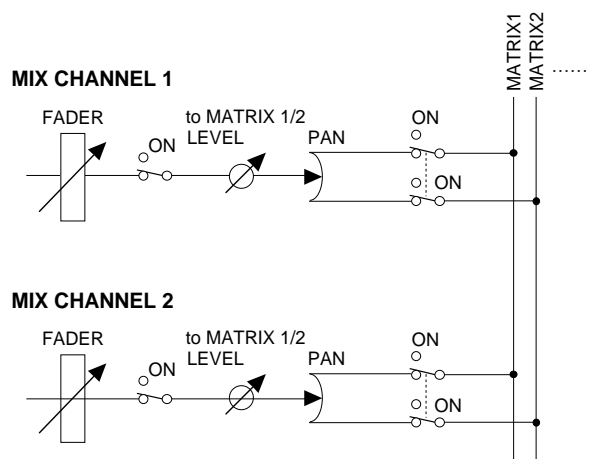 MATRIX1
MATRIX2
......
MIX CHANNEL 1
FADER
ON
to MATRIX 1/2
LEVEL
PAN
ON
ON
MIX CHANNEL 2
FADER
ON
to MATRIX 1/2
LEVEL
PAN
ON
ON